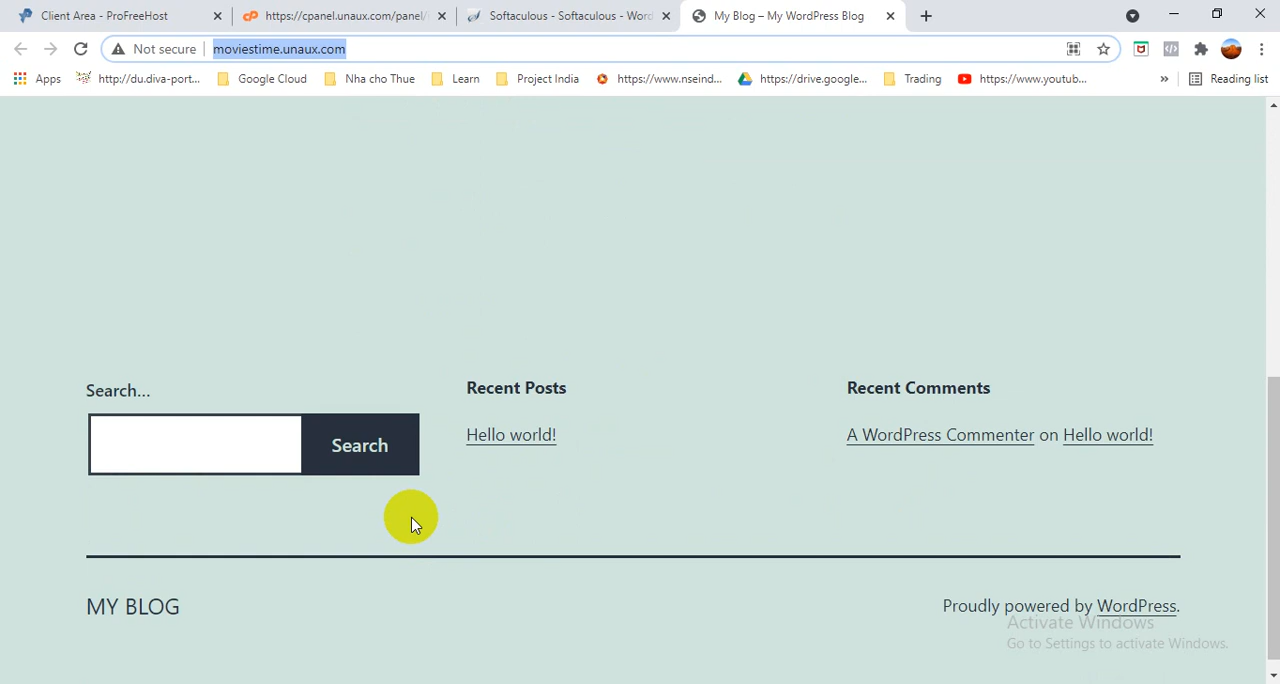 Client Area - ProFreeHost
https://cpanel.unaux.com/panel/i
Softaculous - Softaculous - Word
My Blog – My WordPress Blog
Not secure
moviestime.unaux.com
Apps
http://du.diva-port...
Google Cloud
Nha cho Thue
Learn
Project India
https://www.nseind...
https://drive.google...
Trading
https://www.youtub...
»
Reading list
Search...
Search
Recent Posts
Hello world!
Recent Comments
A WordPress Commenter on Hello world!
MY BLOG
Proudly powered by WordPress.
Activate Windows
Go to Settings to activate Windows.